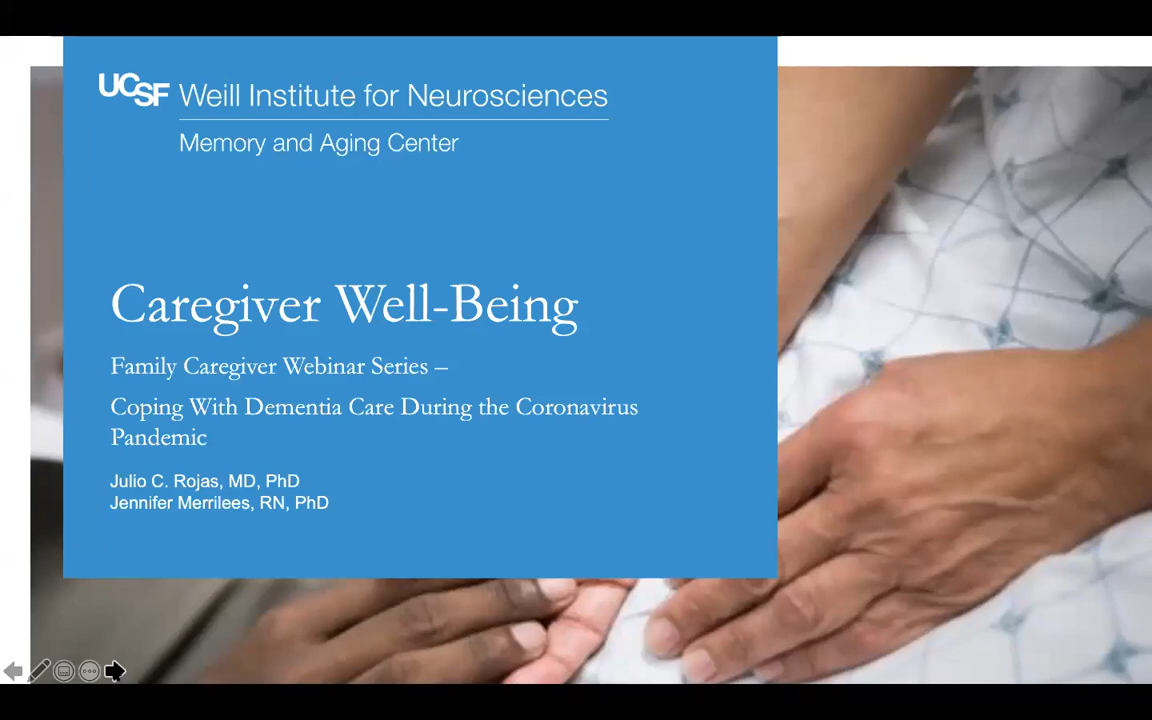 UCSF Weill Institute for Neurosciences
Memory and Aging Center
Caregiver Well-Being
Family Caregiver Webinar Series –
Coping With Dementia Care During the Coronavirus
Pandemic
Julio C. Rojas, MD, PhD
Jennifer Merrilees, RN, PhD